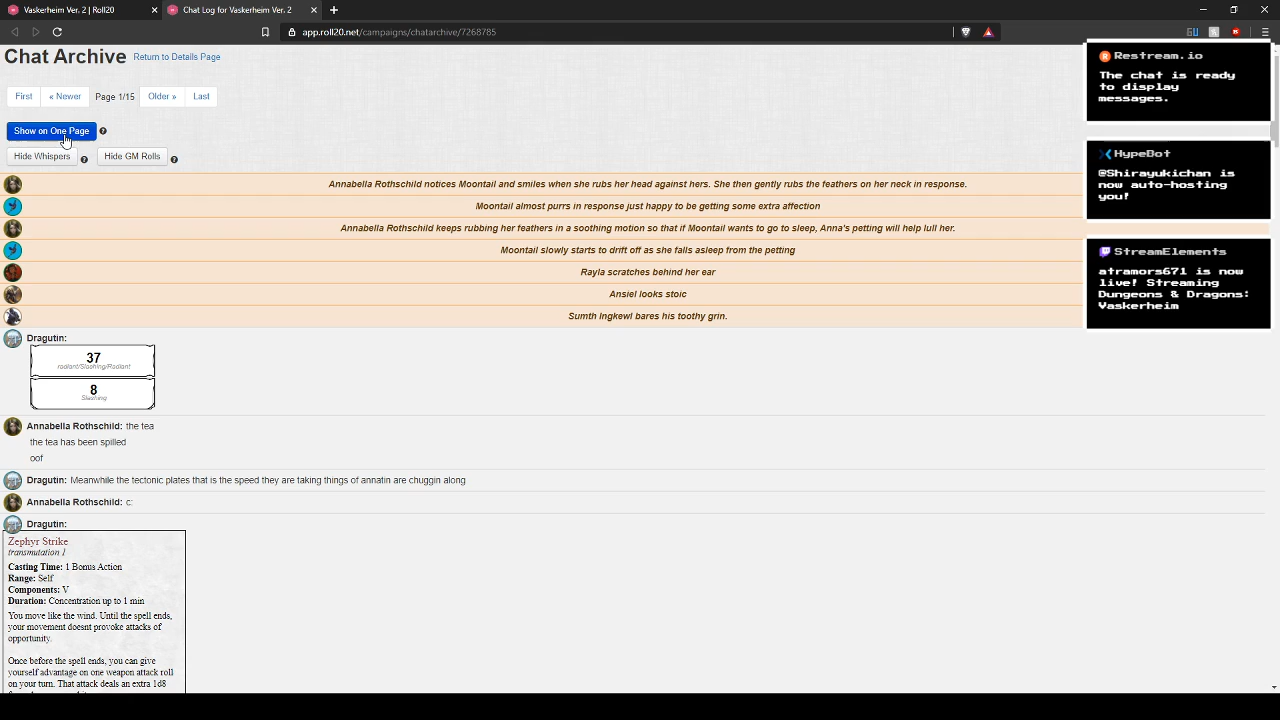 Vaskerheim Ver. 2 | Roll20
Chat Log for Vaskerheim Ver. 2
app.roll20.net/campaigns/chatarchive/7268785
Chat Archive
Return to Details Page
First
« Newer
Page 1/15
Older »
Last
Show on One Page
Hide Whispers
Hide GM Rolls
Annabella Rothschild notices Moontail and smiles when she rubs her head against hers. She then gently rubs the feathers on her neck in response.
Moontail almost purrs in response just happy to be getting some extra affection
Annabella Rothschild keeps rubbing her feathers in a soothing motion so that if Moontail wants to go to sleep, Anna's petting will help lull her.
Moontail slowly starts to drift off as she falls asleep from the petting
Rayla scratches behind her ear
Ansiel looks stoic
Sumth Ingkewl bares his toothy grin.
Dragutin:
37
radiant/Slashing/Radiant
8
Slashing
Annabella Rothschild: the tea
the tea has been spilled
oof
Dragutin: Meanwhile the tectonic plates that is the speed they are taking things of annatin are chuggin along
Annabella Rothschild: c:
Dragutin:
Zephyr Strike
transmutation 1
Casting Time: 1 Bonus Action
Range: Self
Components: V
Duration: Concentration up to 1 min
You move like the wind. Until the spell ends,
your movement doesnt provoke attacks of
opportunity.
Once before the spell ends, you can give
yourself advantage on one weapon attack roll
on your turn. That attack deals an extra 1d8
Restream.io
The chat is ready
to display
messages.
HypeBot
@Shirayukichan is
now auto-hosting
you!
StreamElements
atramors671 is now
live! Streaming
Dungeons & Dragons:
Vaskerheim